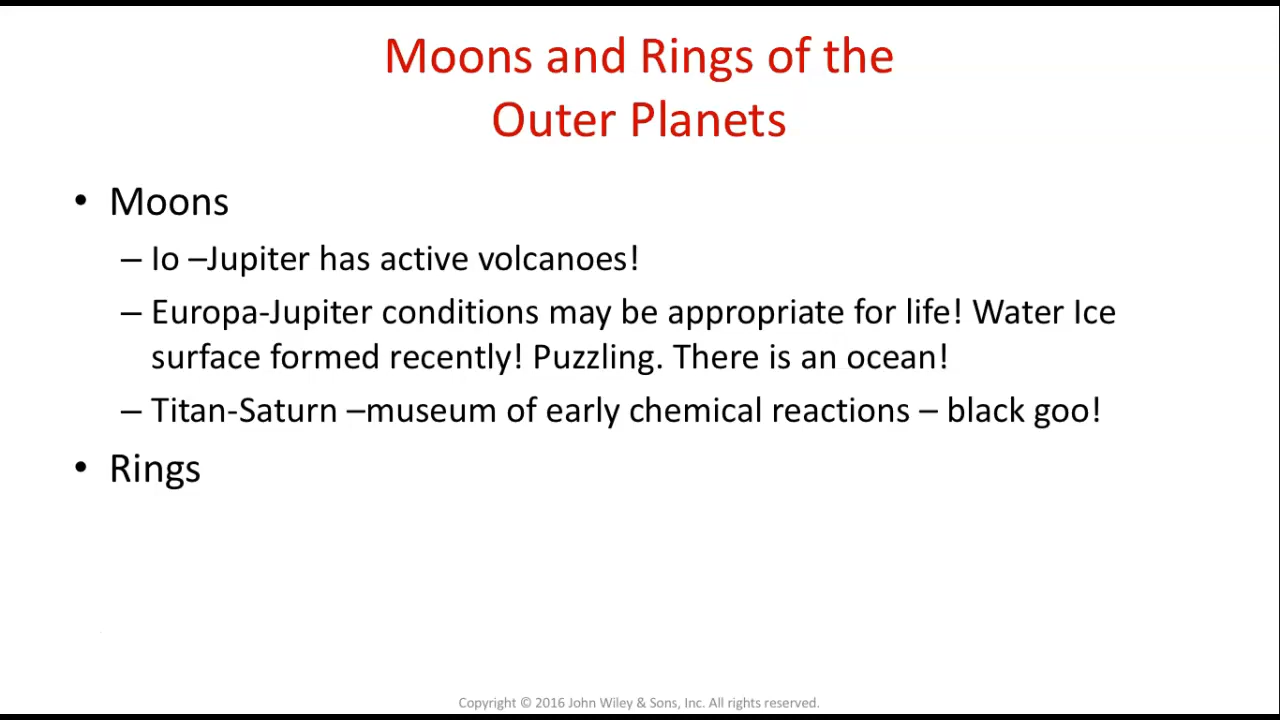 Moons and Rings of the
Outer Planets
• Moons
– Io –Jupiter has active volcanoes!
– Europa-Jupiter conditions may be appropriate for life! Water Ice
surface formed recently! Puzzling. There is an ocean!
– Titan-Saturn –museum of early chemical reactions – black goo!
• Rings
Copyright © 2016 John Wiley & Sons, Inc. All rights reserved.